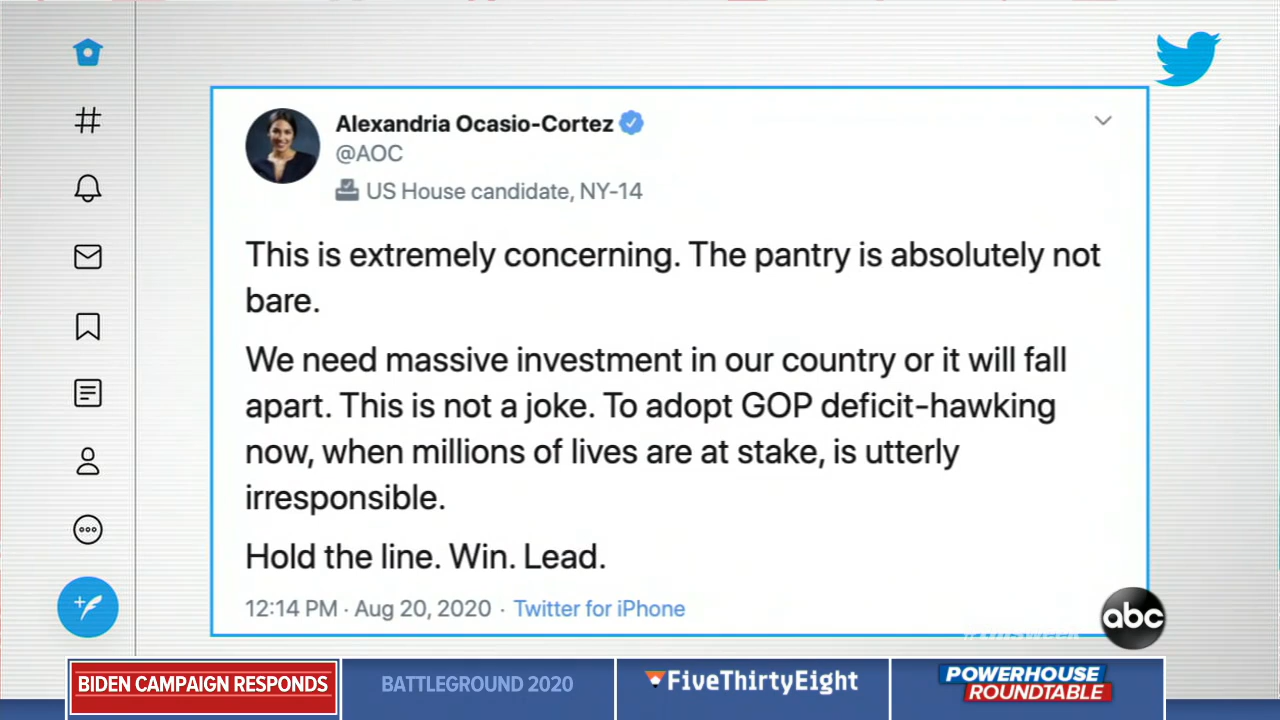 Alexandria Ocasio-Cortez
@AOC
US House candidate, NY-14
This is extremely concerning. The pantry is absolutely not
bare.
We need massive investment in our country or it will fall
apart. This is not a joke. To adopt GOP deficit-hawking
now, when millions of lives are at stake, is utterly
irresponsible.
Hold the line. Win. Lead.
12:14 PM · Aug 20, 2020 · Twitter for iPhone
abc
BIDEN CAMPAIGN RESPONDS
BATTLEGROUND 2020
FiveThirtyEight
POWERHOUSE
ROUNDTABLE